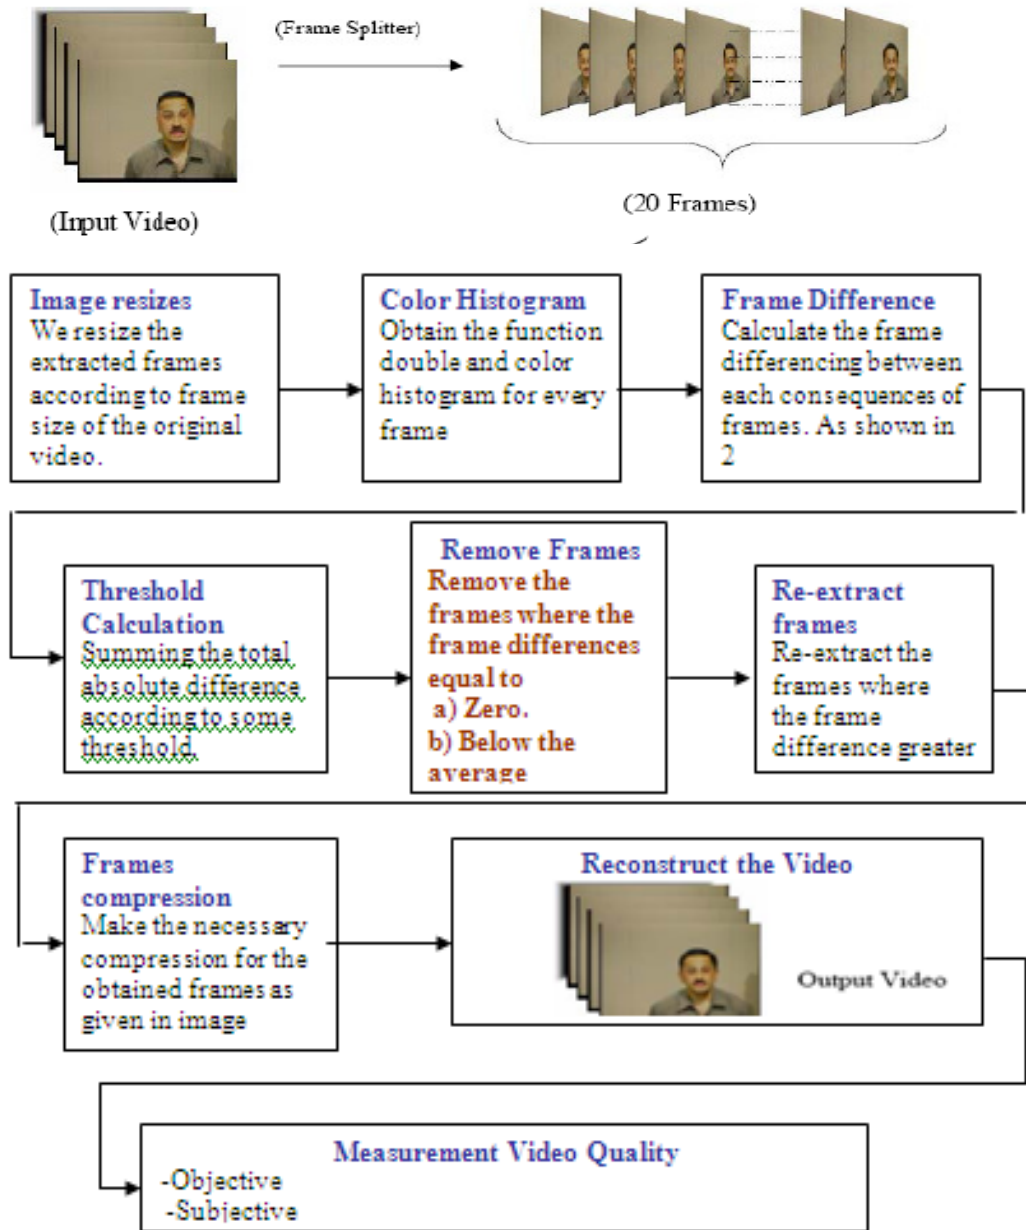 (Frame Splitter)
(Input Video)
(20 Frames)
Image resizes
We resize the
extracted frames
according to frame
size of the original
video.
Color Histogram
Obtain the function
double and color
histogram for every
frame
Frame Difference
Calculate the frame
differencing between
each consequences of
frames. As shown in
2
Threshold
Calculation
Summing the total
absolute difference
according to some
threshold.
Remove Frames
Remove the
frames where the
frame differences
equal to
a) Zero.
b) Below the
average
Re-extract
frames
Re-extract the
frames where
the frame
difference greater
Frames
compression
Make the necessary
compression for the
obtained frames as
given in image
Reconstruct the Video
Output Video
Measurement Video Quality
-Objective
-Subjective